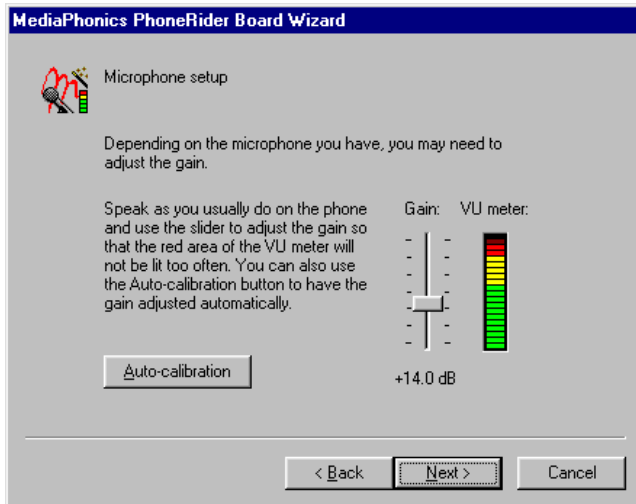 MediaPhonics PhoneRider Board Wizard
Microphone setup
Depending on the microphone you have, you may need to
adjust the gain.
Speak as you usually do on the phone
and use the slider to adjust the gain so
that the red area of the VU meter will
not be lit too often. You can also use
the Auto-calibration button to have the
gain adjusted automatically.
Gain: VU meter:
Auto-calibration
+14.0 dB
< Back Next > Cancel